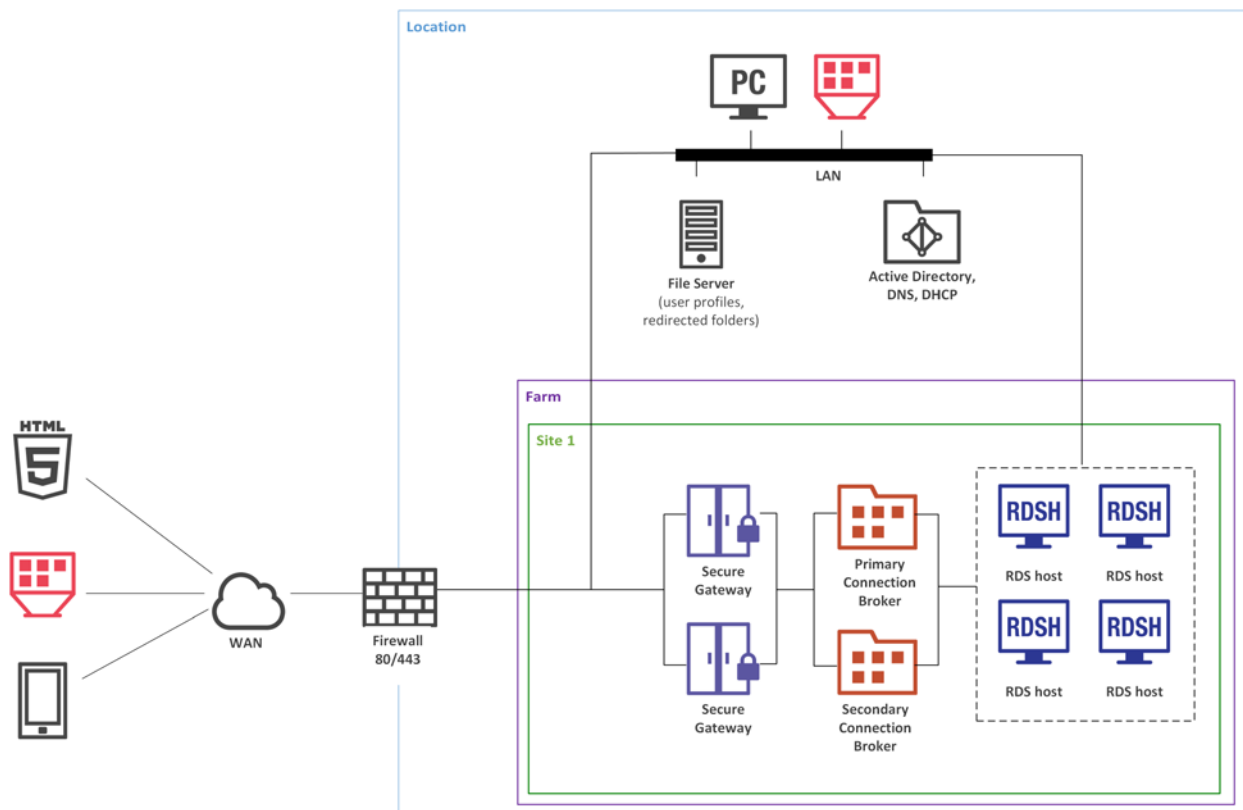 Location
PC
LAN
File Server
(user profiles,
redirected folders)
Active Directory,
DNS, DHCP
Farm
Site 1
HTML
5
WAN
Firewall
80/443
Secure
Gateway
Secure
Gateway
Primary
Connection
Broker
Secondary
Connection
Broker
RDSH
RDS host
RDSH
RDS host
RDSH
RDS host
RDSH
RDS host